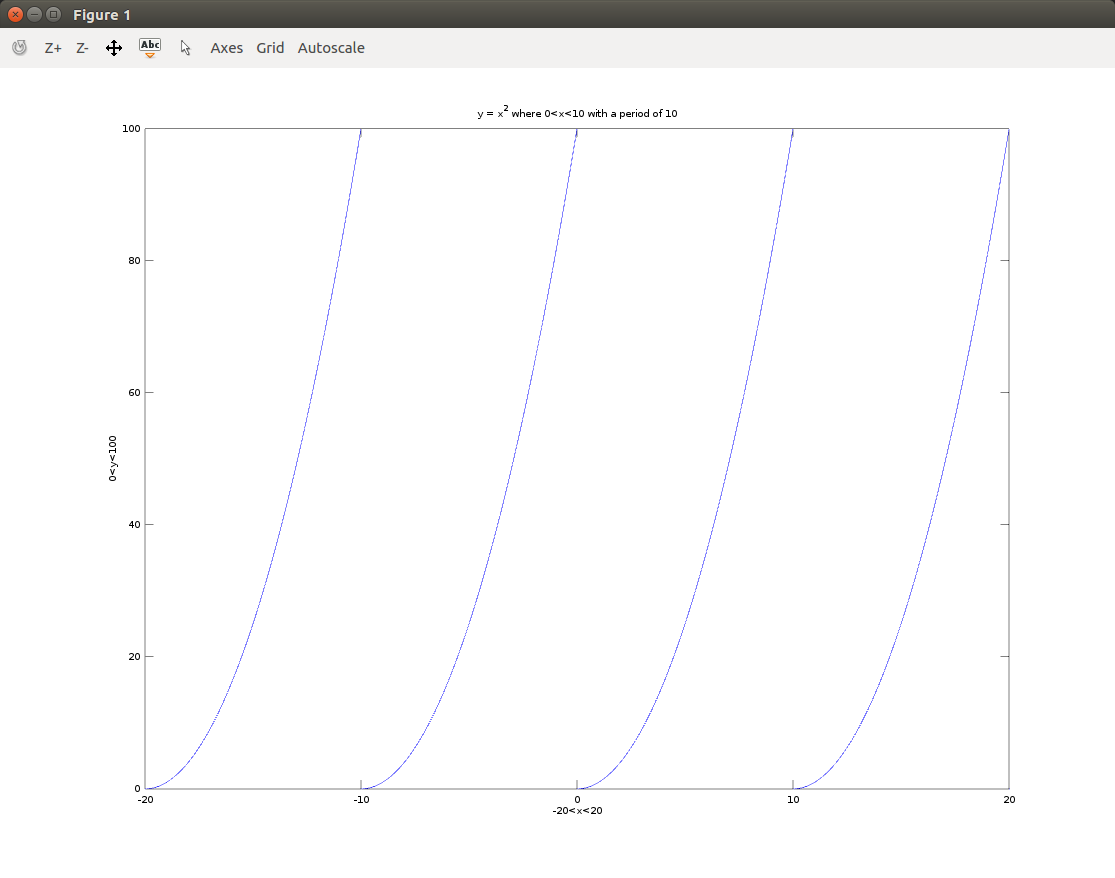 Figure 1
Z+ Z- Abc Axes Grid Autoscale
y = x² where 0<x<10 with a period of 10
100
80
60
40
20
0
0<y<100
-20 -10 0 10 20
-20<x<20